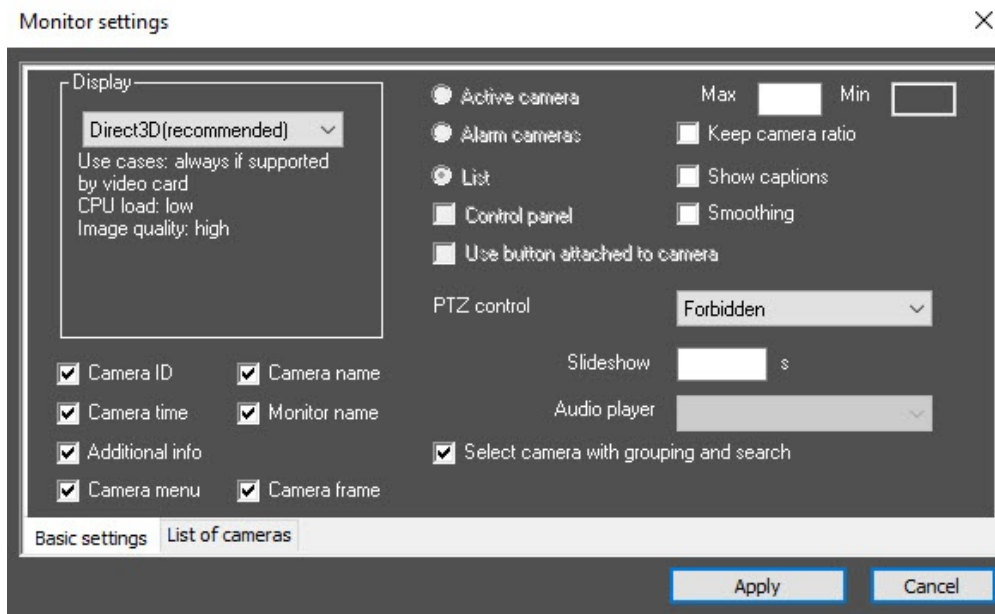 Monitor settings
Display
Direct3D(recommended)
Use cases: always if supported
by video card
CPU load: low
Image quality: high
Active camera
Alarm cameras
List
Control panel
Use button attached to camera
Max
Min
Keep camera ratio
Show captions
Smoothing
PTZ control
Forbidden
Slideshow
s
Audio player
Select camera with grouping and search
Camera ID
Camera name
Camera time
Monitor name
Additional info
Camera menu
Camera frame
Basic settings
List of cameras
Apply
Cancel